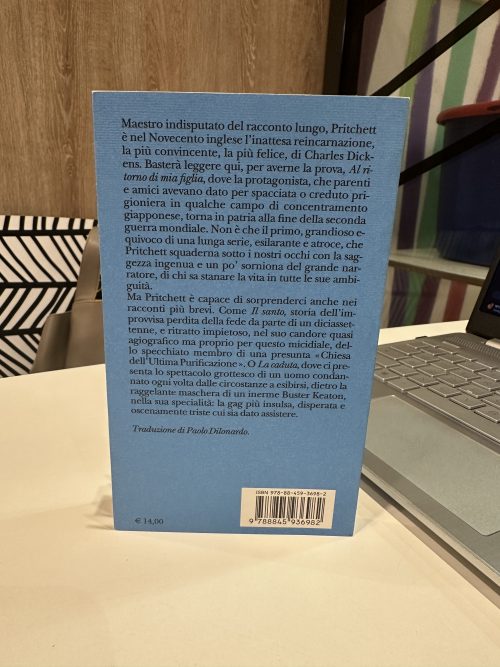 Maestro indisputato del racconto lungo, Pritchett
è nel Novecento inglese l'inattesa reincarnazione,
la più convincente, la più felice, di Charles Dick-
ens. Basterà leggere qui, per averne la prova, Al ri-
torno di mia figlia, dove la protagonista, che parenti
e amici avevano dato per spacciata o creduto pri-
gioniera in qualche campo di concentramento
giapponese, torna in patria alla fine della seconda
guerra mondiale. Non è che il primo, grandioso e-
quivoco di una lunga serie, esilarante e atroce, che
Pritchett squaderna sotto i nostri occhi con la sag-
gezza ingenua e un po' sorniona del grande nar-
ratore, di chi sa stanare la vita in tutte le sue ambi-
guità.
Ma Pritchett è capace di sorprenderci anche nei
racconti più brevi. Come Il santo, storia dell'im-
provvisa perdita della fede da parte di un diciasset-
tenne, e ritratto impietoso, nel suo candore quasi
agiografico ma proprio per questo micidiale, del-
lo specchiato membro di una presunta «Chiesa
dell'Ultima Purificazione». O La caduta, dove ci pre-
senta lo spettacolo grottesco di un uomo condan-
nato ogni volta dalle circostanze a esibirsi, dietro la
raggelante maschera di un inerme Buster Keaton,
nella sua specialità: la gag più insulsa, disperata e
oscenamente triste cui sia dato assistere.
Traduzione di Paolo Dilonardo.
ISBN 978-88-459-3698-2
€ 14,00
9 788845 936982